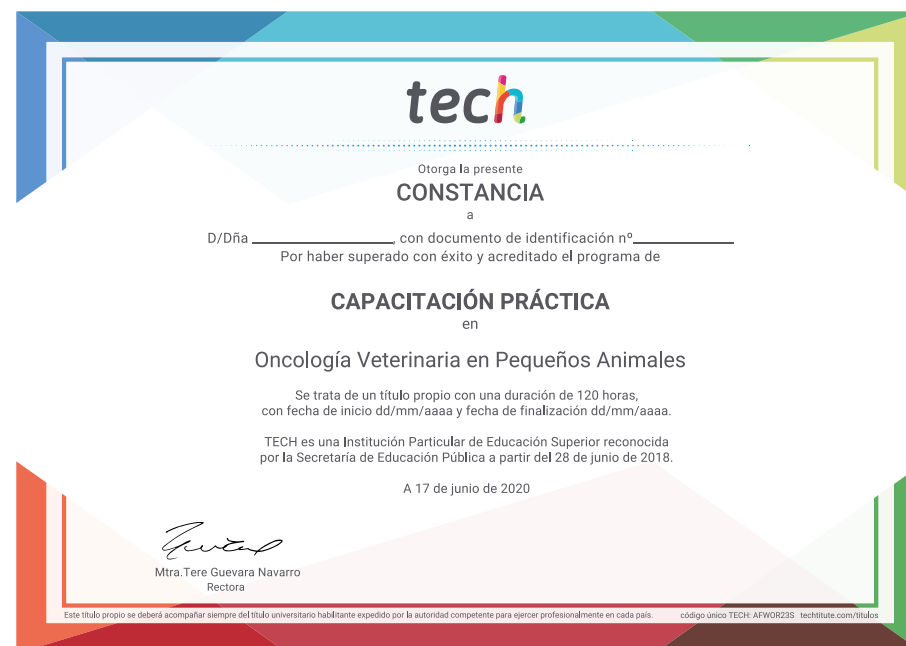 tech
Otorga la presente
CONSTANCIA
a
D/Dña ____________________, con documento de identificación nº______________
Por haber superado con éxito y acreditado el programa de
CAPACITACIÓN PRÁCTICA
en
Oncología Veterinaria en Pequeños Animales
Se trata de un título propio con una duración de 120 horas,
con fecha de inicio dd/mm/aaaa y fecha de finalización dd/mm/aaaa.
TECH es una Institución Particular de Educación Superior reconocida
por la Secretaría de Educación Pública a partir del 28 de junio de 2018.
A 17 de junio de 2020
Mtra.Tere Guevara Navarro
Rectora
Este título propio se deberá acompañar siempre del título universitario habilitante expedido por la autoridad competente para ejercer profesionalmente en cada país. código único TECH: AFWOR23S techtitute.com/titulos